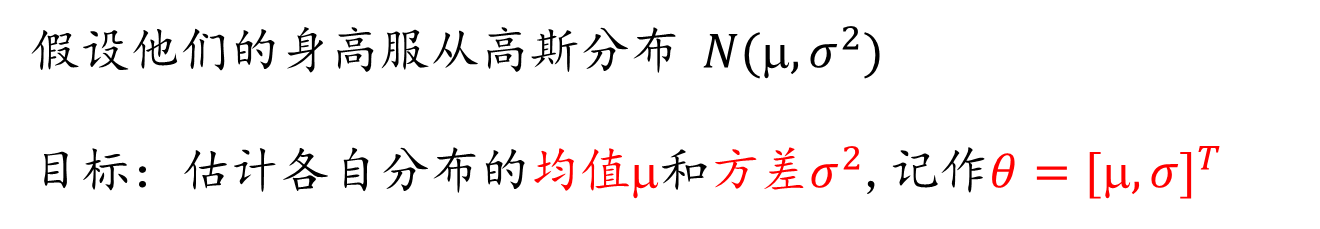 假设他们的身高服从高斯分布 N(μ, σ²)
目标：估计各自分布的均值μ和方差σ², 记作θ = [μ, σ]ᵀ